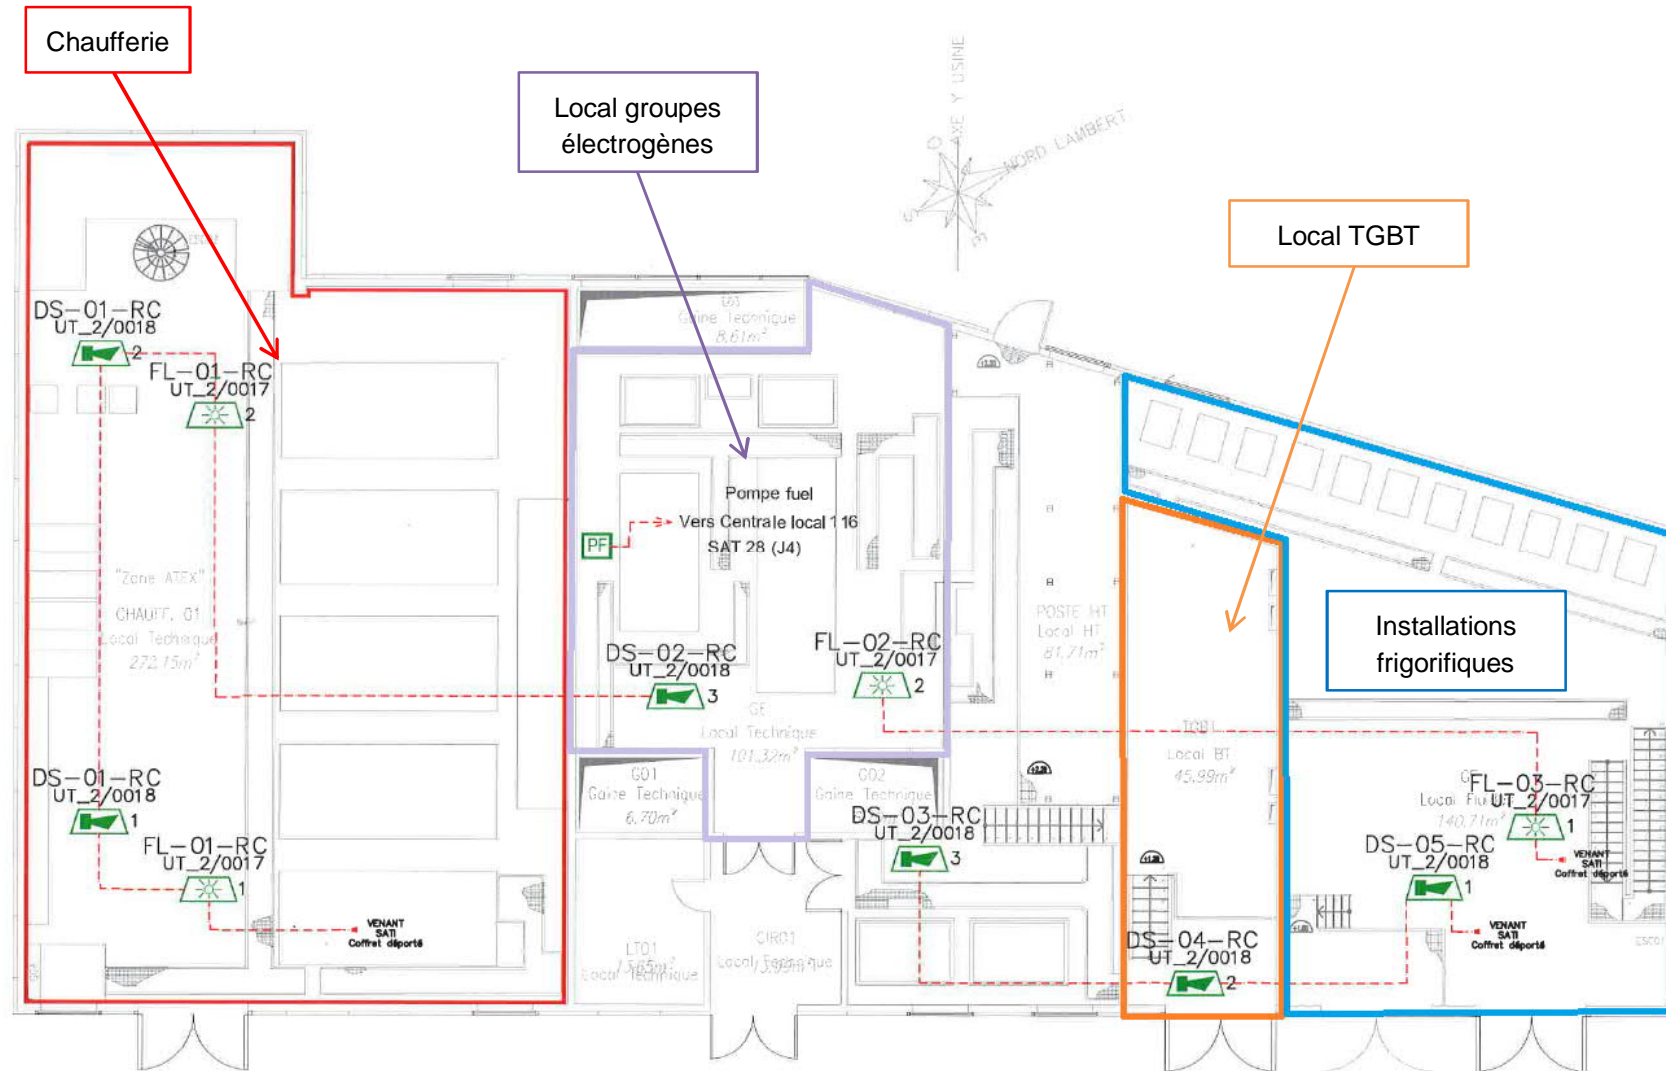 Chaufferie
Local groupes
électrogènes
AXE Y USINE
NORD LAMBERT
O
S
E
Local TGBT
DS-01-RC
UT_2/0018
2
FL-01-RC
UT_2/0017
2
"Zone ATEX"
CHAUFF. 01
Local Technique
272.15m²
DS-01-RC
UT_2/0018
1
FL-01-RC
UT_2/0017
1
VENANT
SATI
Coffret déporté
G03
Gaine Technique
8.61m²
Pompe fuel
Vers Centrale local 116
SAT 28 (J4)
PF
DS-02-RC
UT_2/0018
3
FL-02-RC
UT_2/0017
2
GE
Local Technique
101.32m²
G01
Gaine Technique
6.70m²
G02
Gaine Technique
LT01
Local Technique
CIR01
Local Technique
POSTE HT
Local HT
81.71m²
DS-03-RC
UT_2/0018
3
TGBT
Local BT
45.99m²
DS-04-RC
UT_2/0018
2
Installations
frigorifiques
FL-03-RC
UT_2/0017
1
140.71m²
VENANT
SATI
Coffret déporté
DS-05-RC
UT_2/0018
1
VENANT
SATI
Coffret déporté